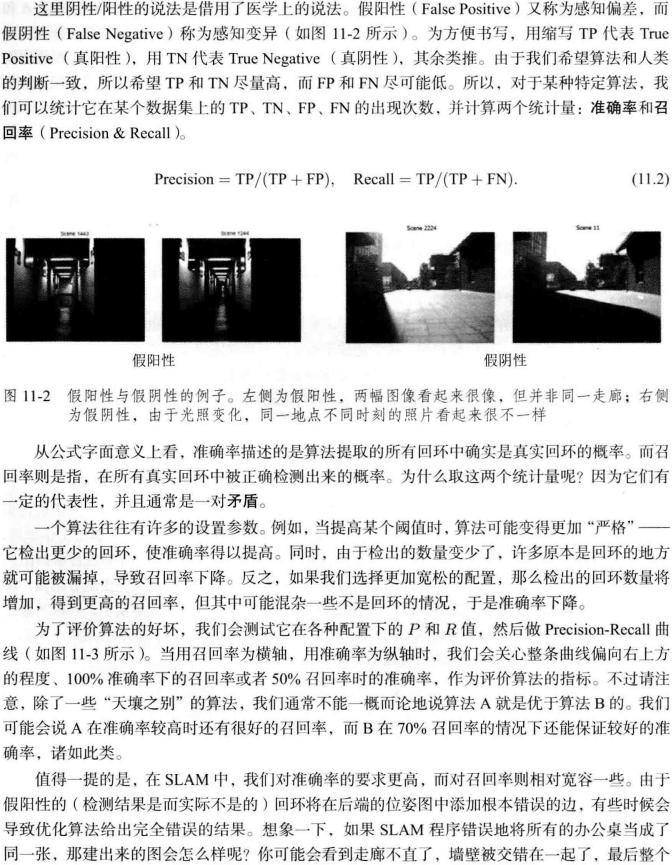 这里阴性/阳性的说法是借用了医学上的说法。假阳性（False Positive）又称为感知偏差，而
假阴性（False Negative）称为感知变异（如图 11-2 所示）。为方便书写，用缩写 TP 代表 True
Positive （真阳性），用 TN 代表 True Negative （真阴性），其余类推。由于我们希望算法和人类
的判断一致，所以希望 TP 和 TN 尽量高，而 FP 和 FN 尽可能低。所以，对于某种特定算法，我
们可以统计它在某个数据集上的 TP、TN、FP、FN 的出现次数，并计算两个统计量：准确率和召
回率（Precision & Recall）。
Precision = TP/(TP + FP), Recall = TP/(TP + FN). (11.2)
Scene 1443 Scene 1244 Scene 2224 Scene 11
假阳性 假阴性
图 11-2 假阳性与假阴性的例子。左侧为假阳性，两幅图像看起来很像，但并非同一走廊；右侧
为假阴性，由于光照变化，同一地点不同时刻的照片看起来很不一样
从公式字面意义上看，准确率描述的是算法提取的所有回环中确实是真实回环的概率。而召
回率则是指，在所有真实回环中被正确检测出来的概率。为什么取这两个统计量呢？因为它们有
一定的代表性，并且通常是一对矛盾。
一个算法往往有许多的设置参数。例如，当提高某个阈值时，算法可能变得更加“严格”——
它检出更少的回环，使准确率得以提高。同时，由于检出的数量变少了，许多原本是回环的地方
就可能被漏掉，导致召回率下降。反之，如果我们选择更加宽松的配置，那么检出的回环数量将
增加，得到更高的召回率，但其中可能混杂一些不是回环的情况，于是准确率下降。
为了评价算法的好坏，我们会测试它在各种配置下的 P 和 R 值，然后做 Precision-Recall 曲
线（如图 11-3 所示）。当用召回率为横轴，用准确率为纵轴时，我们会关心整条曲线偏向右上方
的程度、100% 准确率下的召回率或者 50% 召回率时的准确率，作为评价算法的指标。不过请注
意，除了一些“天壤之别”的算法，我们通常不能一概而论地说算法 A 就是优于算法 B 的。我们
可能会说 A 在准确率较高时还有很好的召回率，而 B 在 70% 召回率的情况下还能保证较好的准
确率，诸如此类。
值得一提的是，在 SLAM 中，我们对准确率的要求更高，而对召回率则相对宽容一些。由于
假阳性的（检测结果是而实际不是的）回环将在后端的位姿图中添加根本错误的边，有些时候会
导致优化算法给出完全错误的结果。想象一下，如果 SLAM 程序错误地将所有的办公桌当成了
同一张，那建出来的图会怎么样呢？你可能会看到走廊不直了，墙壁被交错在一起了，最后整个